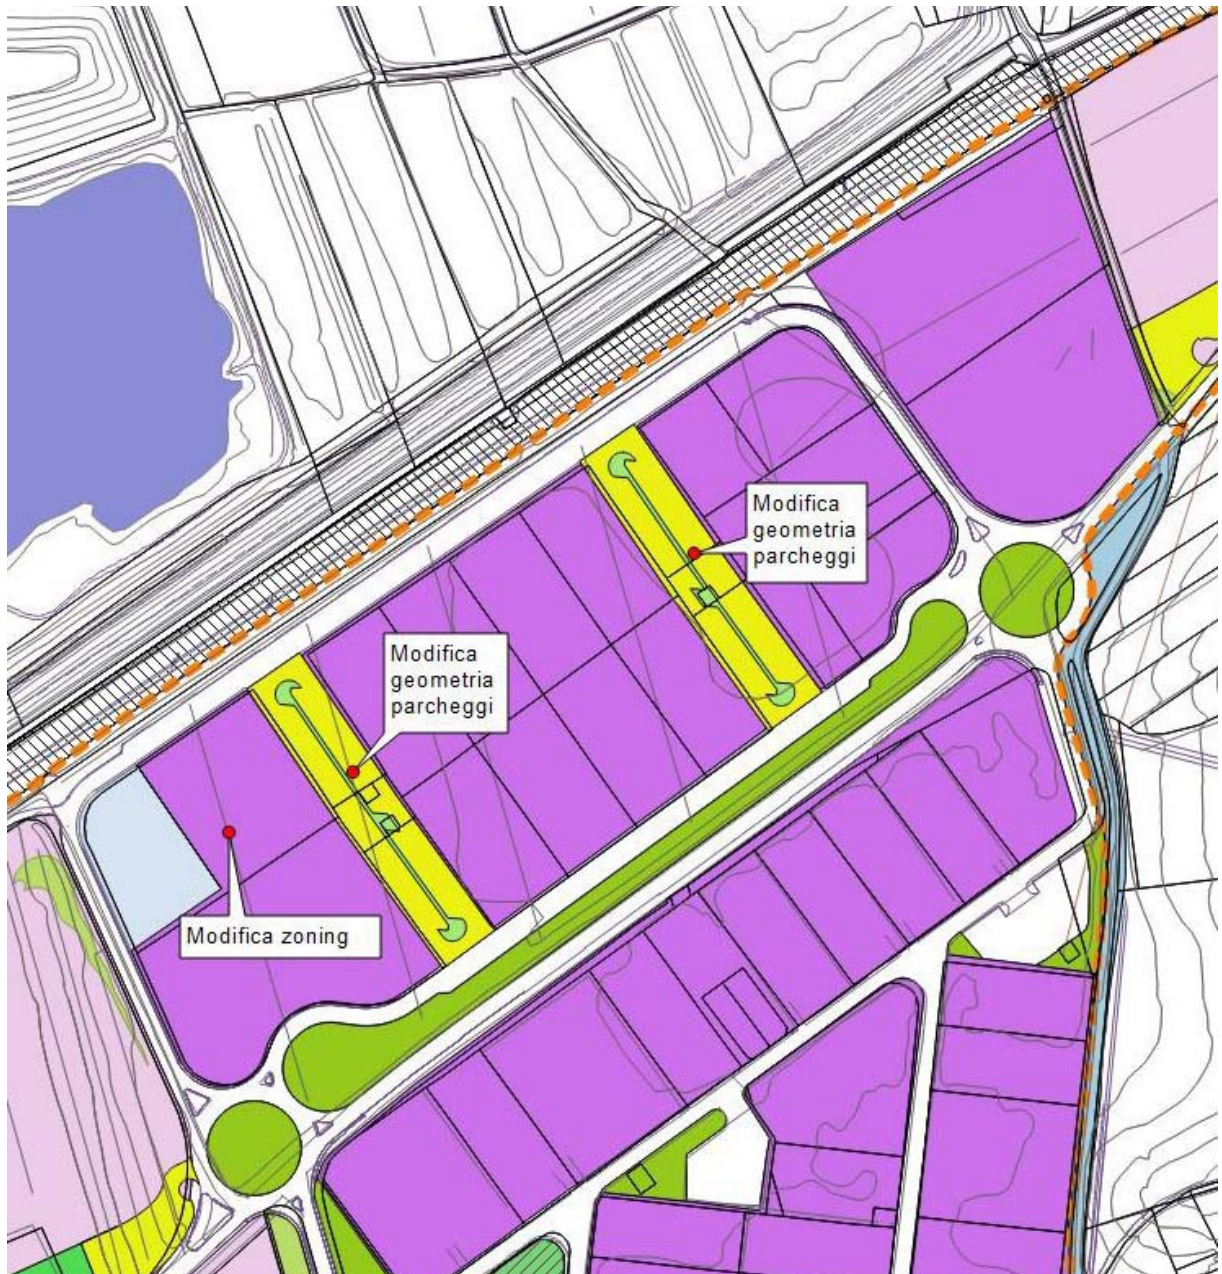 Modifica
geometria
parcheggi
Modifica
geometria
parcheggi
Modifica zoning